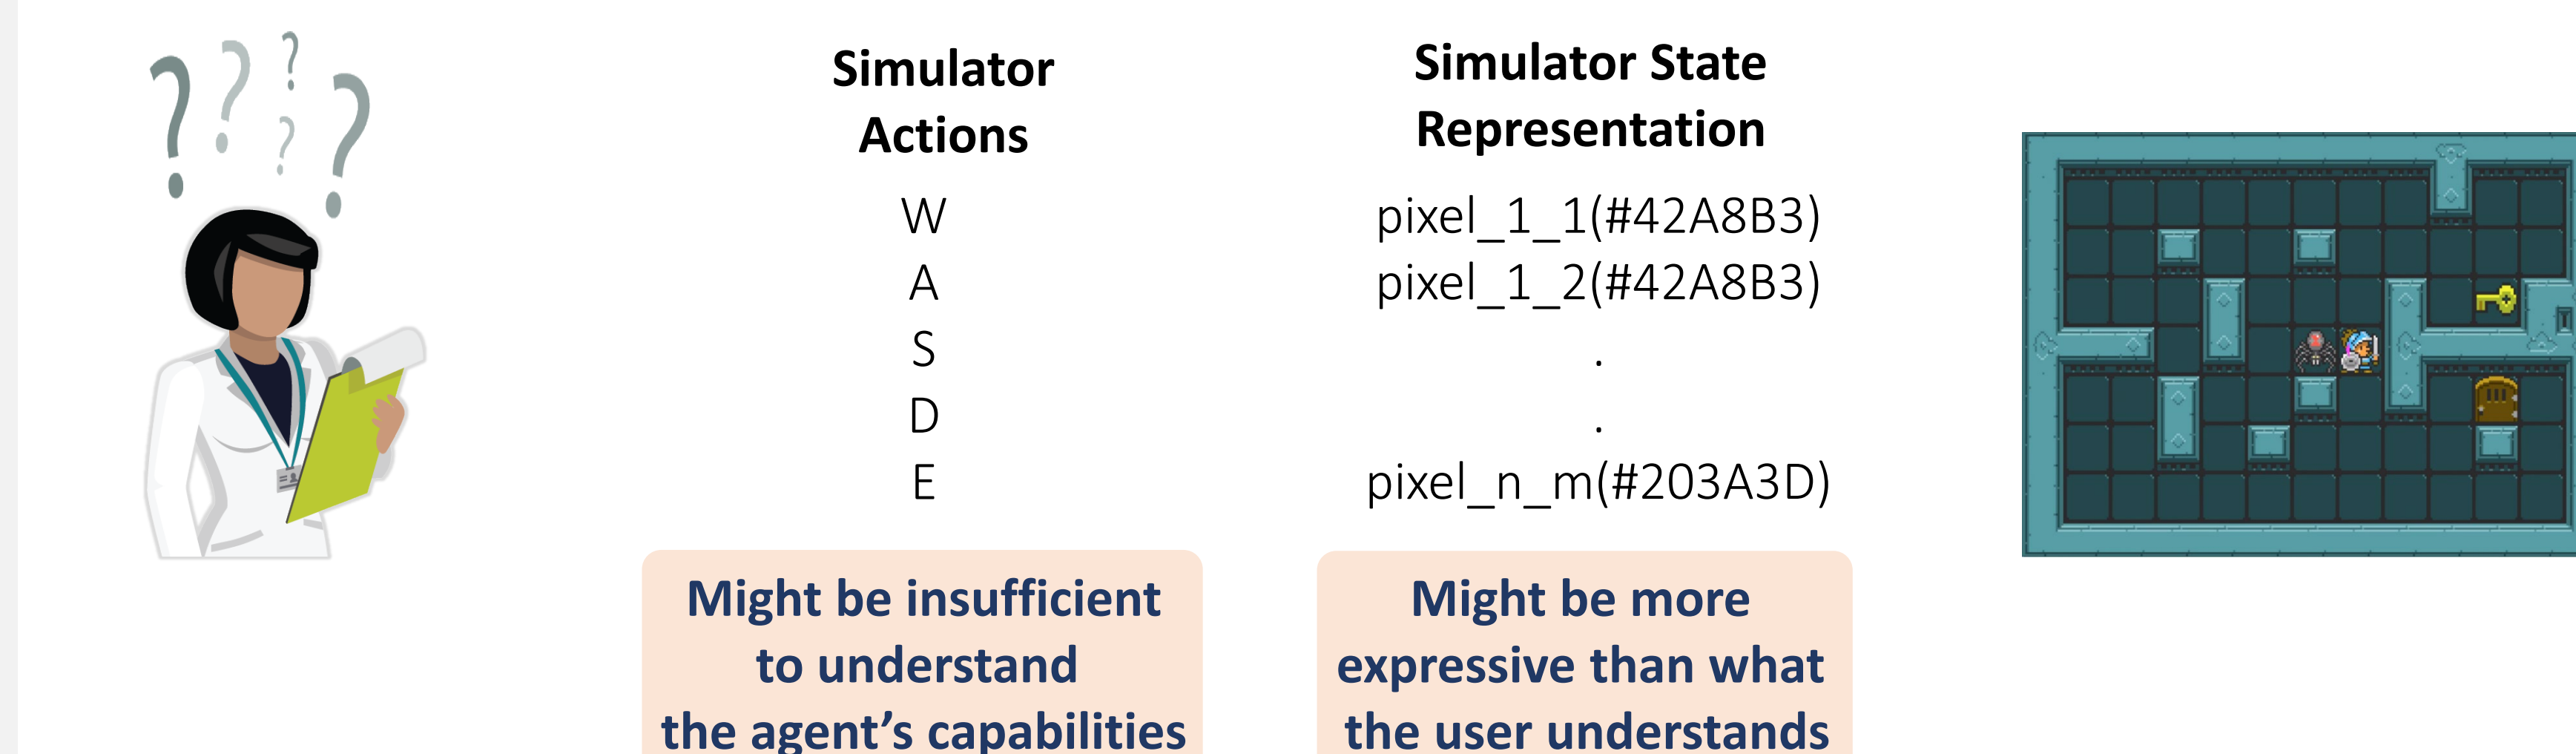 Simulator
Actions
W
A
S
D
E
Might be insufficient
to understand
the agent's capabilities
Simulator State
Representation
pixel_1_1(#42A8B3)
pixel_1_2(#42A8B3)
.
.
pixel_n_m(#203A3D)
Might be more
expressive than what
the user understands